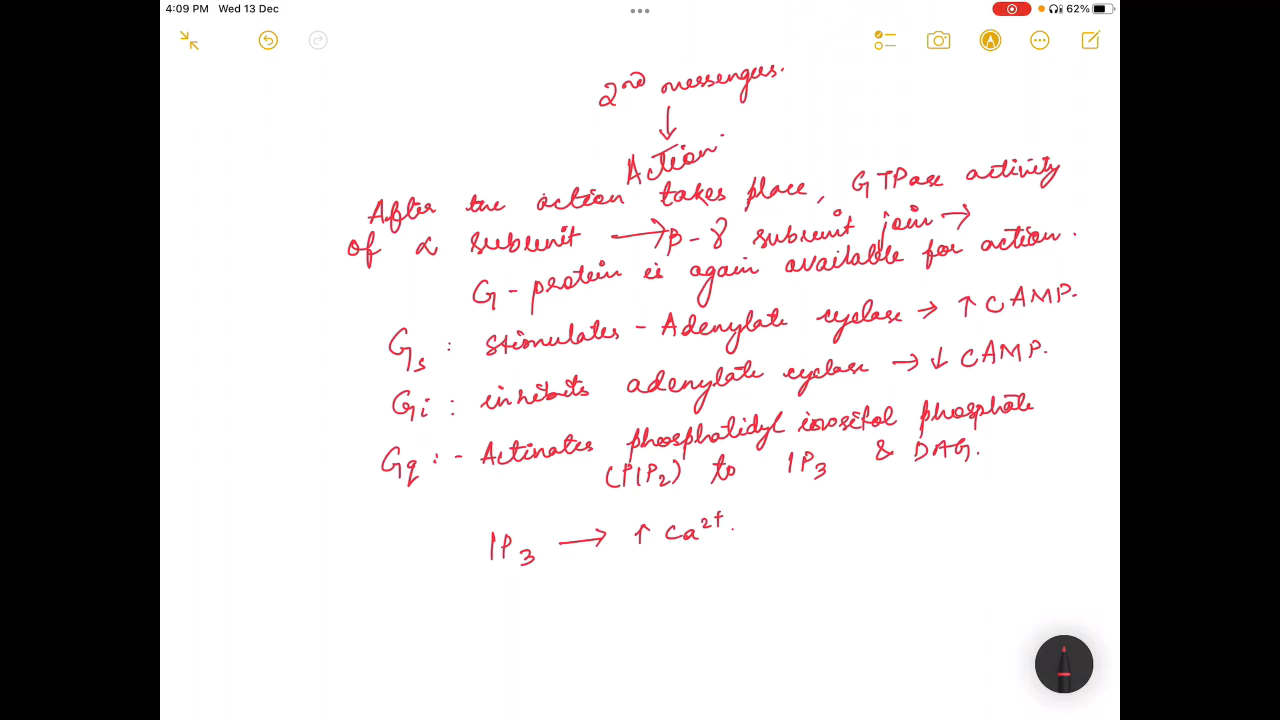 4:09 PM Wed 13 Dec
62%
2nd messengers.
↓
Action.
After the action takes place, GTPase activity
of α subunit → β-γ subunit join →
G-protein is again available for action.
Gs : stimulates - Adenylate cyclase → ↑ CAMP.
Gi : inhibits adenylate cyclase → ↓ CAMP.
Gq :- Activates phosphatidyl inositol phosphate
(PIP2) to IP3 & DAG.
IP3 → ↑ Ca2+.